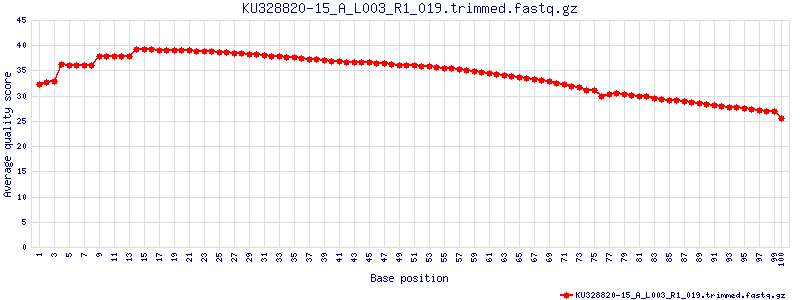 KU328820-15_A_L003_R1_019.trimmed.fastq.gz
Average quality score
45
40
35
30
25
20
15
10
5
0
1 3 5 7 9 11 13 15 17 19 21 23 25 27 29 31 33 35 37 39 41 43 45 47 49 51 53 55 57 59 61 63 65 67 69 71 73 75 77 79 81 83 85 87 89 91 93 95 97 99 100
Base position
KU328820-15_A_L003_R1_019.trimmed.fastq.gz